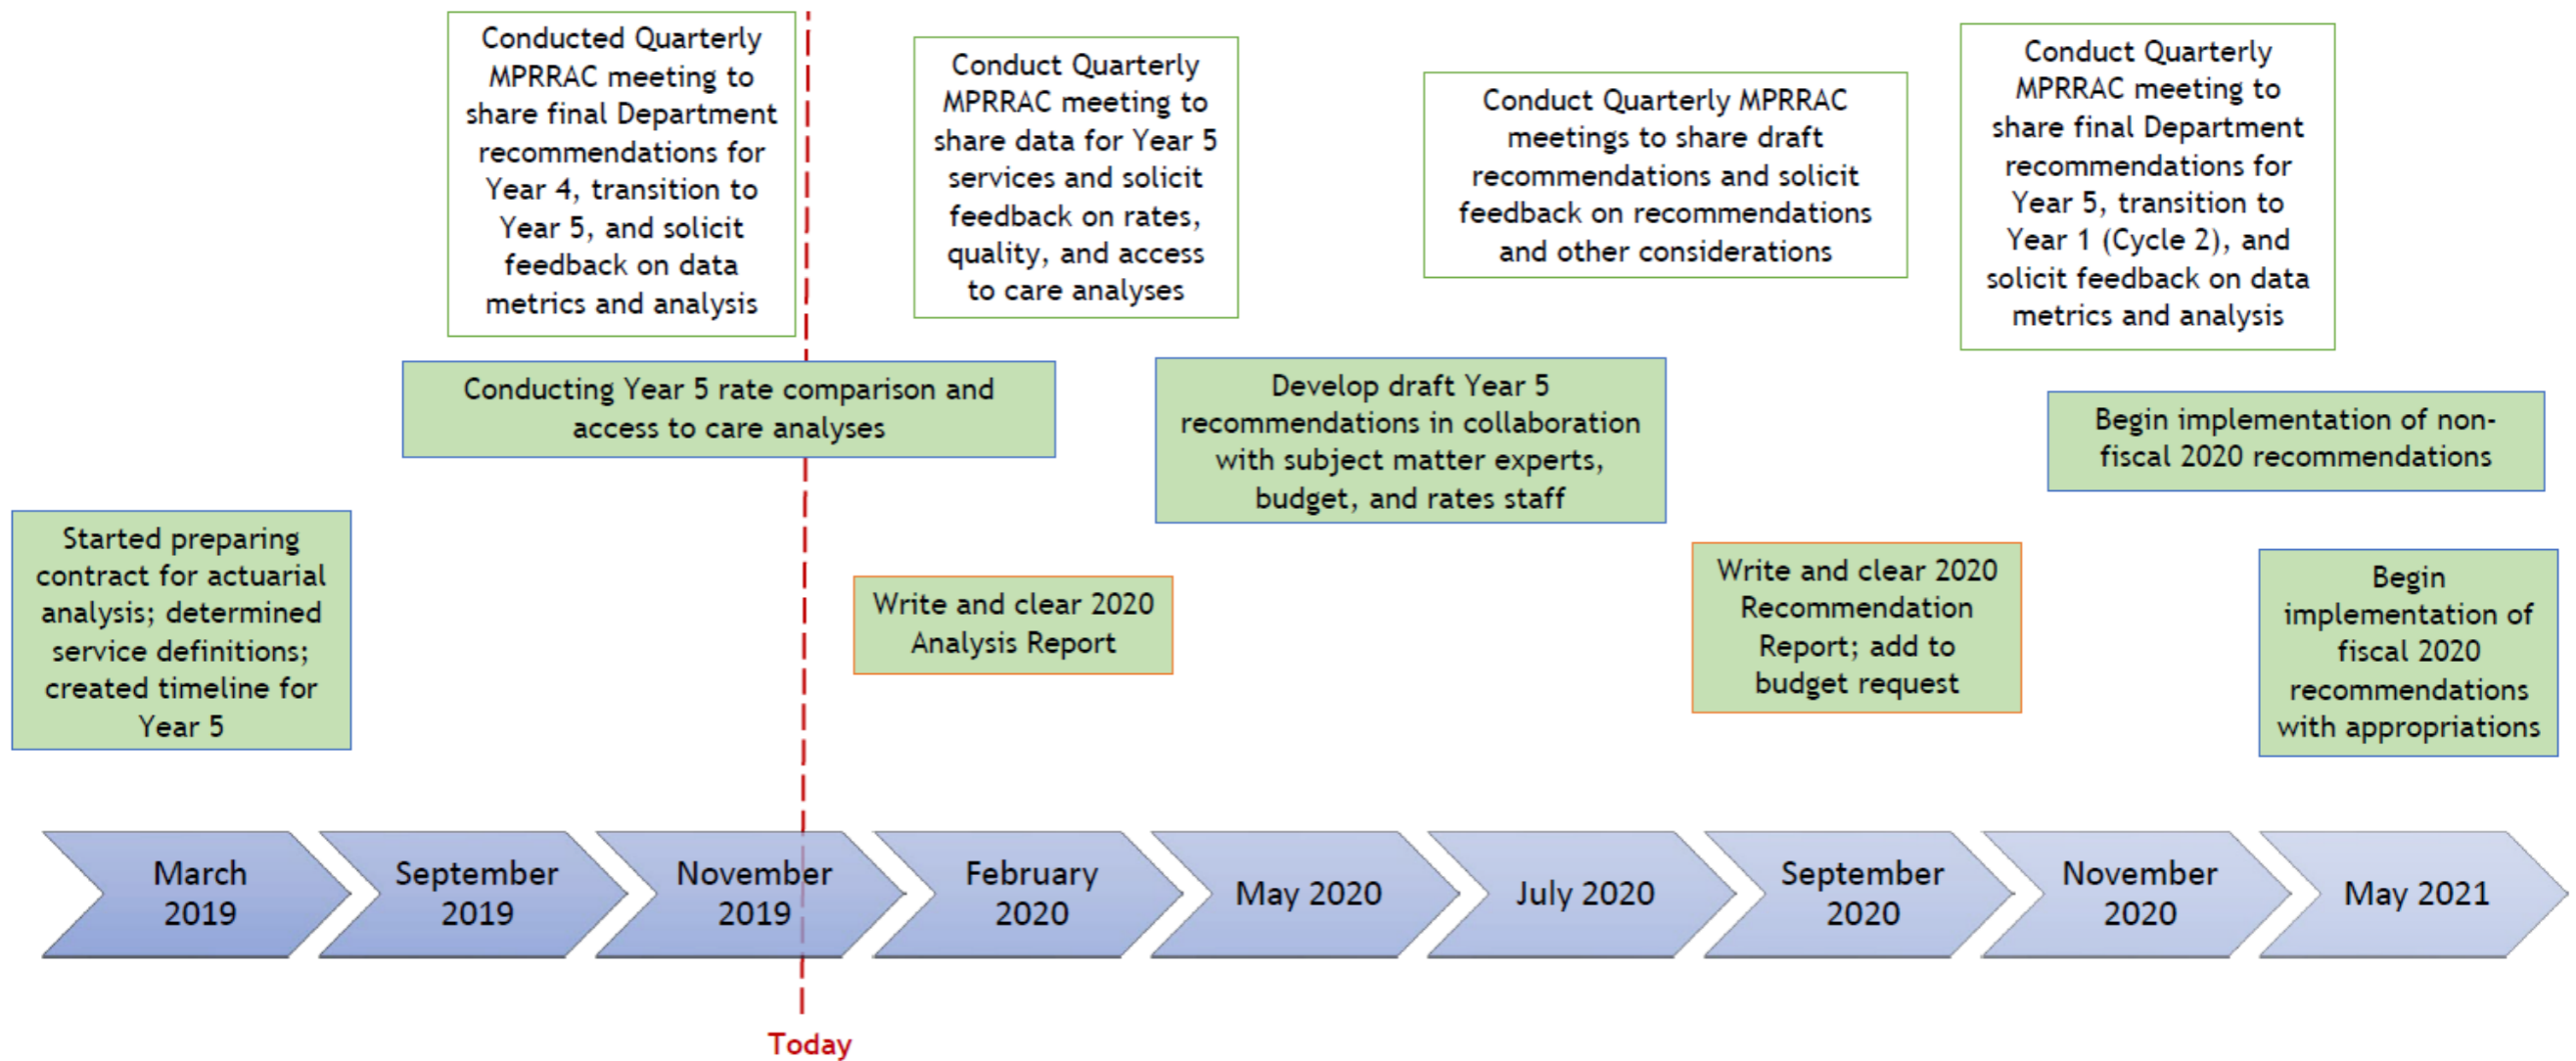 Conducted Quarterly
MPRRAC meeting to
share final Department
recommendations for
Year 4, transition to
Year 5, and solicit
feedback on data
metrics and analysis
Conduct Quarterly
MPRRAC meeting to
share data for Year 5
services and solicit
feedback on rates,
quality, and access
to care analyses
Conduct Quarterly MPRRAC
meetings to share draft
recommendations and solicit
feedback on recommendations
and other considerations
Conduct Quarterly
MPRRAC meeting to
share final Department
recommendations for
Year 5, transition to
Year 1 (Cycle 2), and
solicit feedback on data
metrics and analysis
Conducting Year 5 rate comparison and
access to care analyses
Develop draft Year 5
recommendations in collaboration
with subject matter experts,
budget, and rates staff
Begin implementation of non-
fiscal 2020 recommendations
Started preparing
contract for actuarial
analysis; determined
service definitions;
created timeline for
Year 5
Write and clear 2020
Analysis Report
Write and clear 2020
Recommendation
Report; add to
budget request
Begin
implementation of
fiscal 2020
recommendations
with appropriations
March
2019
September
2019
November
2019
February
2020
May 2020
July 2020
September
2020
November
2020
May 2021
Today